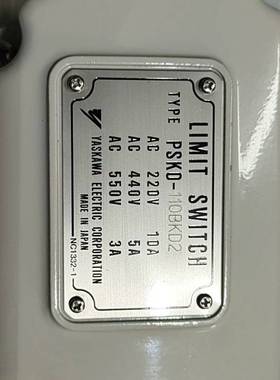 LIMIT SWITCH
TYPE PSKD-110BKD2
AC 220V 10A
AC 440V 5A
AC 550V 3A
YASKAWA ELECTRIC CORPORATION
MADE IN JAPAN
NC1332-1